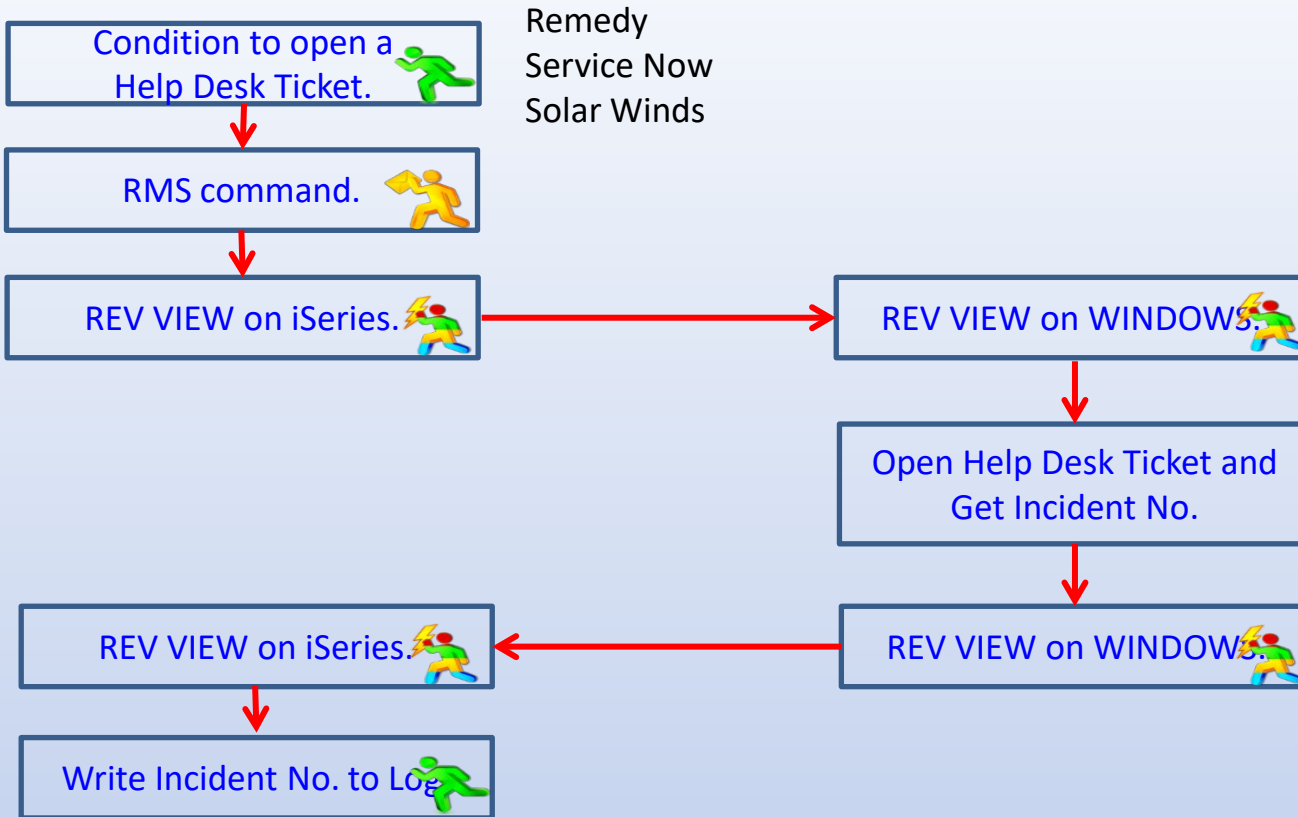 Condition to open a
Help Desk Ticket.
Remedy
Service Now
Solar Winds
RMS command.
REV VIEW on iSeries.
REV VIEW on WINDOWS.
Open Help Desk Ticket and
Get Incident No.
REV VIEW on WINDOWS.
REV VIEW on iSeries.
Write Incident No. to Log